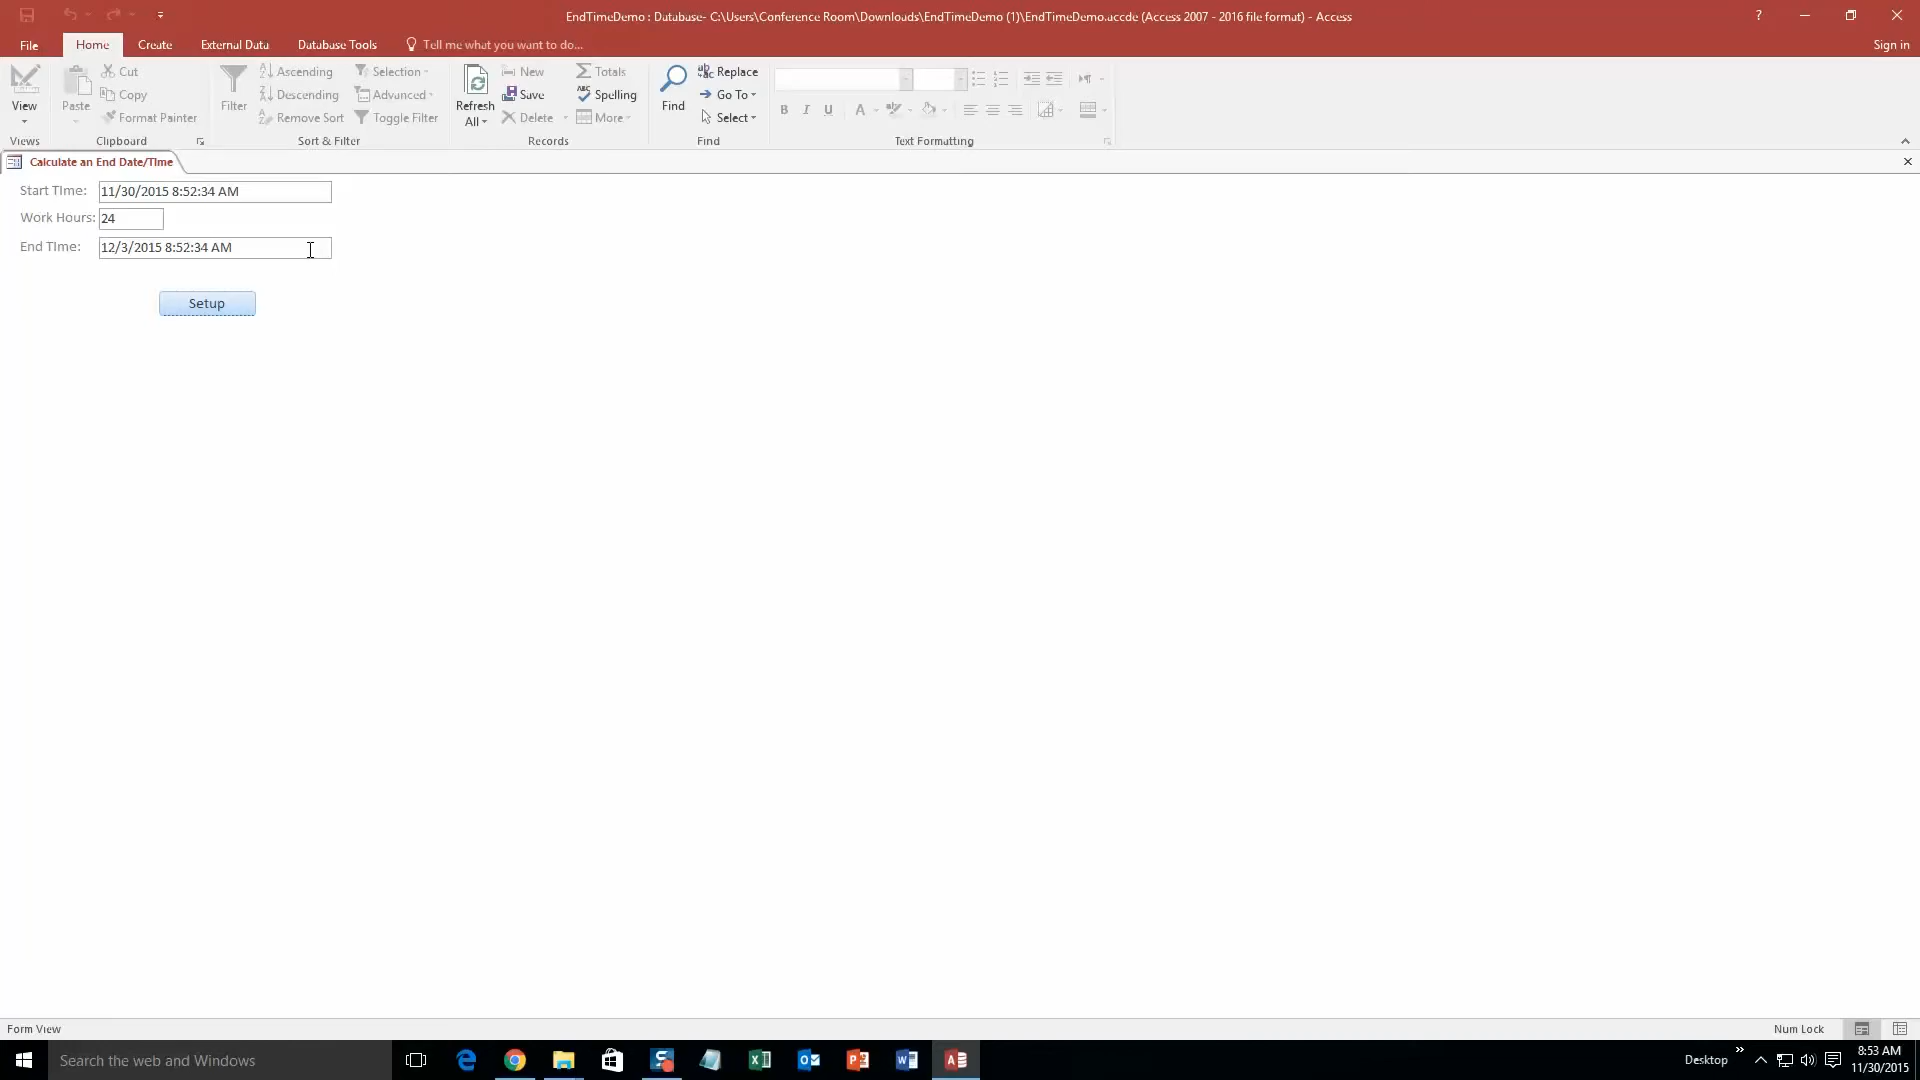 EndTimeDemo : Database- C:\Users\Conference Room\Downloads\EndTimeDemo (1)\EndTimeDemo.accde (Access 2007 - 2016 file format) - Access
?
File Home Create External Data Database Tools Tell me what you want to do... Sign in
View
Views
Paste
Cut
Copy
Format Painter
Clipboard
Filter
Ascending
Descending
Remove Sort
Selection
Advanced
Toggle Filter
Sort & Filter
Refresh
All
New
Save
Delete
Totals
Spelling
More
Records
Find
Replace
Go To
Select
Find
B I U A
Text Formatting
Calculate an End Date/TIme
Start TIme: 11/30/2015 8:52:34 AM
Work Hours: 24
End TIme: 12/3/2015 8:52:34 AM
Setup
Form View
Num Lock
Search the web and Windows
Desktop
8:53 AM
11/30/2015